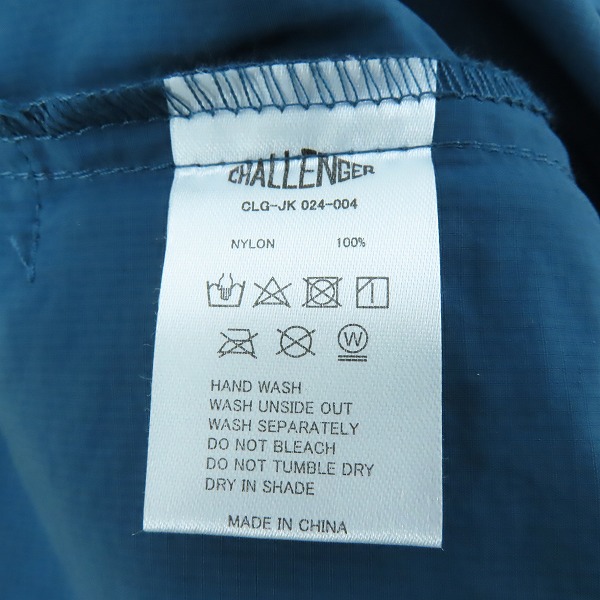 CHALLENGER
CLG-JK 024-004
NYLON 100%
W
HAND WASH
WASH UNSIDE OUT
WASH SEPARATELY
DO NOT BLEACH
DO NOT TUMBLE DRY
DRY IN SHADE
MADE IN CHINA